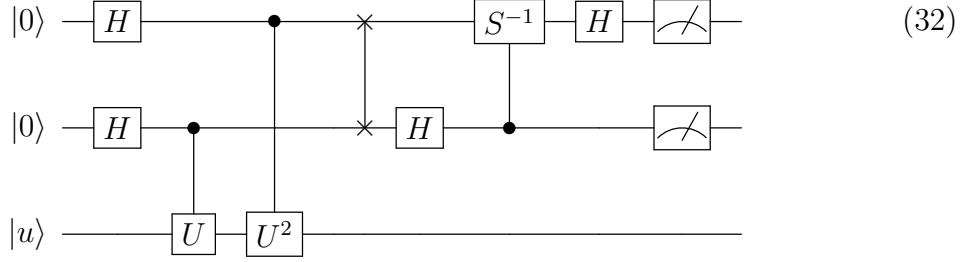 |0⟩ H S⁻¹ H (32)
|0⟩ H H
|u⟩ U U²